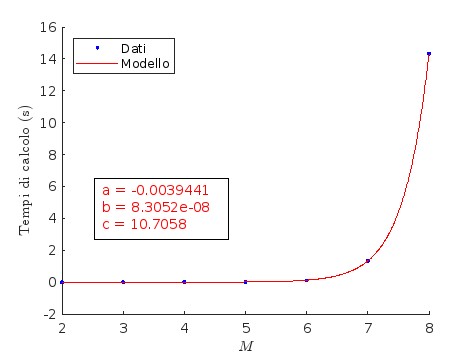 16
14
12
10
8
6
4
2
0
-2
2 3 4 5 6 7 8
Tempi di calcolo (s)
M
Dati
Modello
a = -0.0039441
b = 8.3052e-08
c = 10.7058